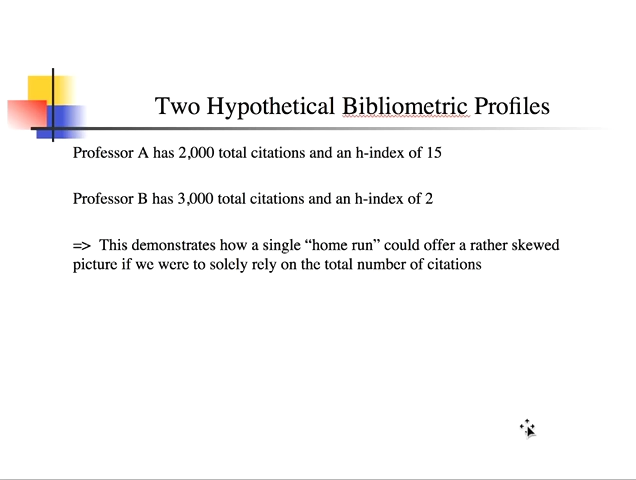 Two Hypothetical Bibliometric Profiles
Professor A has 2,000 total citations and an h-index of 15
Professor B has 3,000 total citations and an h-index of 2
=> This demonstrates how a single “home run” could offer a rather skewed
picture if we were to solely rely on the total number of citations